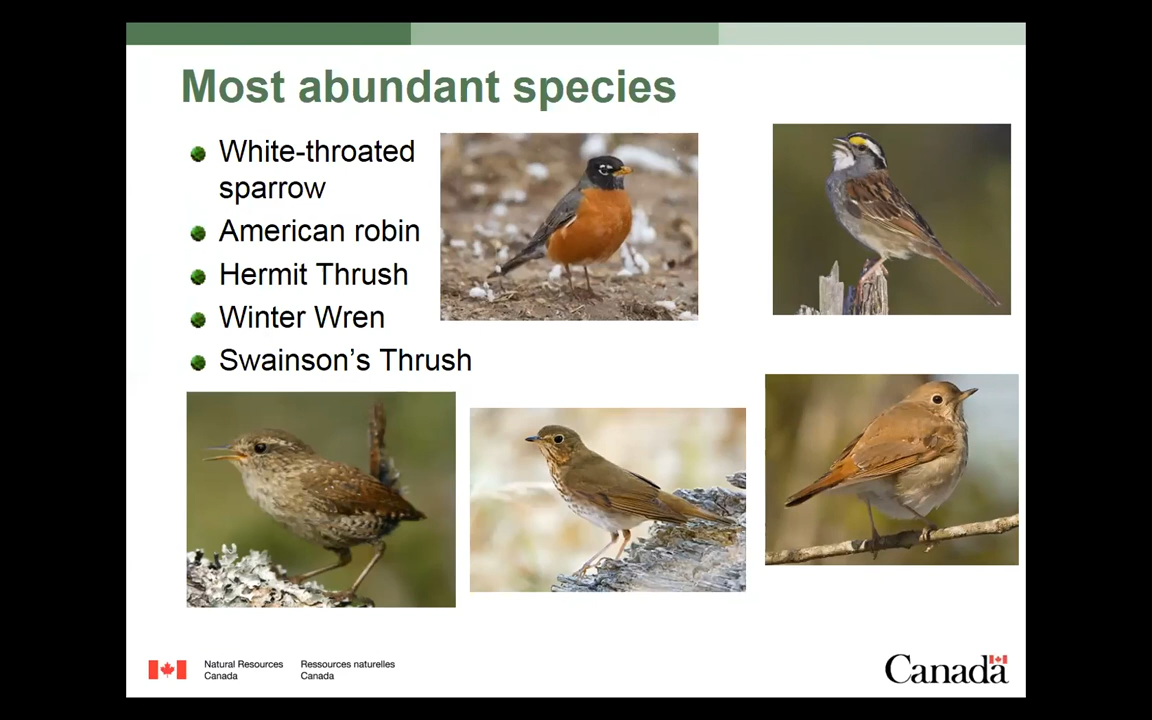 Most abundant species
White-throated
sparrow
American robin
Hermit Thrush
Winter Wren
Swainson’s Thrush
Natural Resources
Canada
Ressources naturelles
Canada
Canada